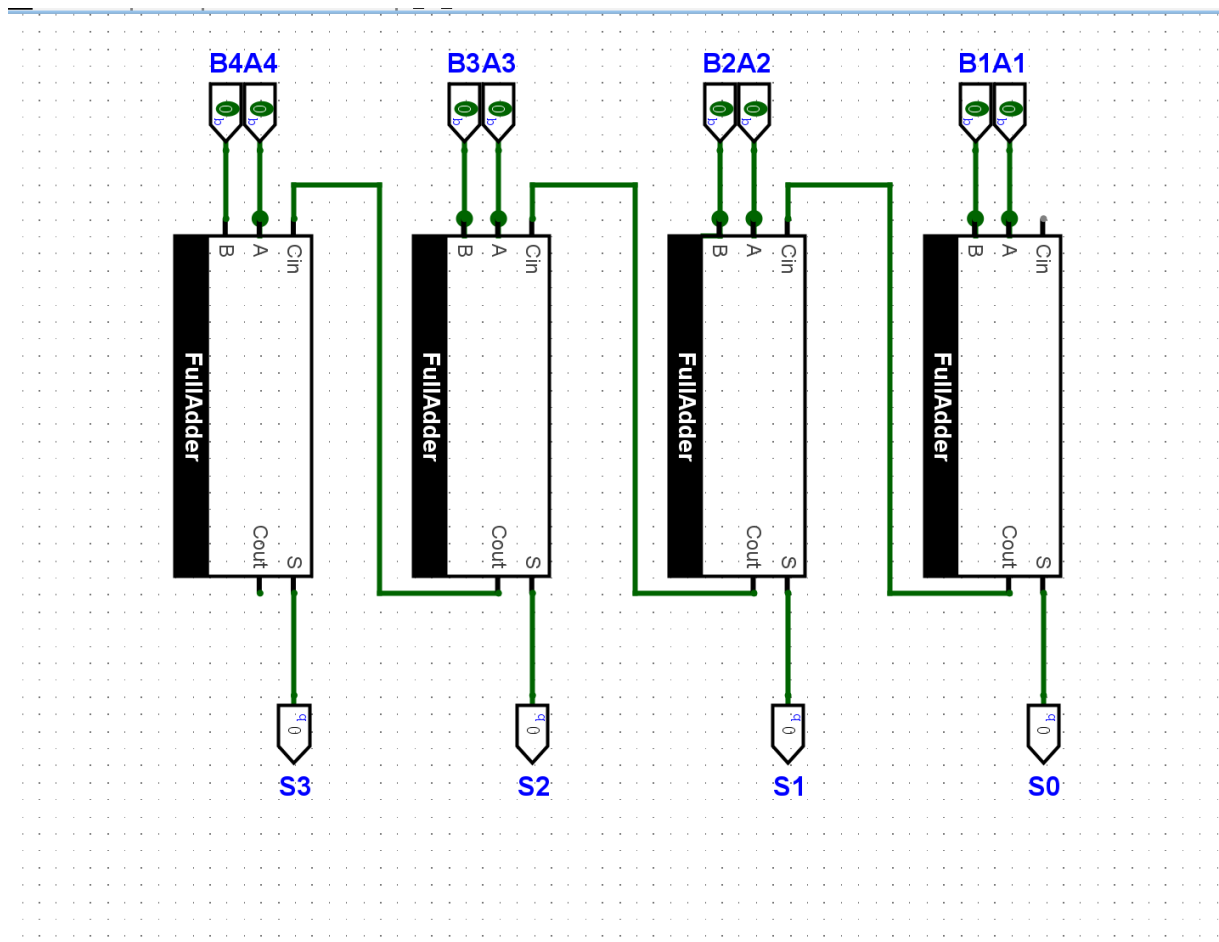 B4A4 B3A3 B2A2 B1A1
0 0 0 0 0 0 0 0
b b b b b b b b
B A Cin B A Cin B A Cin B A Cin
FullAdder FullAdder FullAdder FullAdder
Cout S Cout S Cout S Cout S
b b b b
0 0 0 0
S3 S2 S1 S0